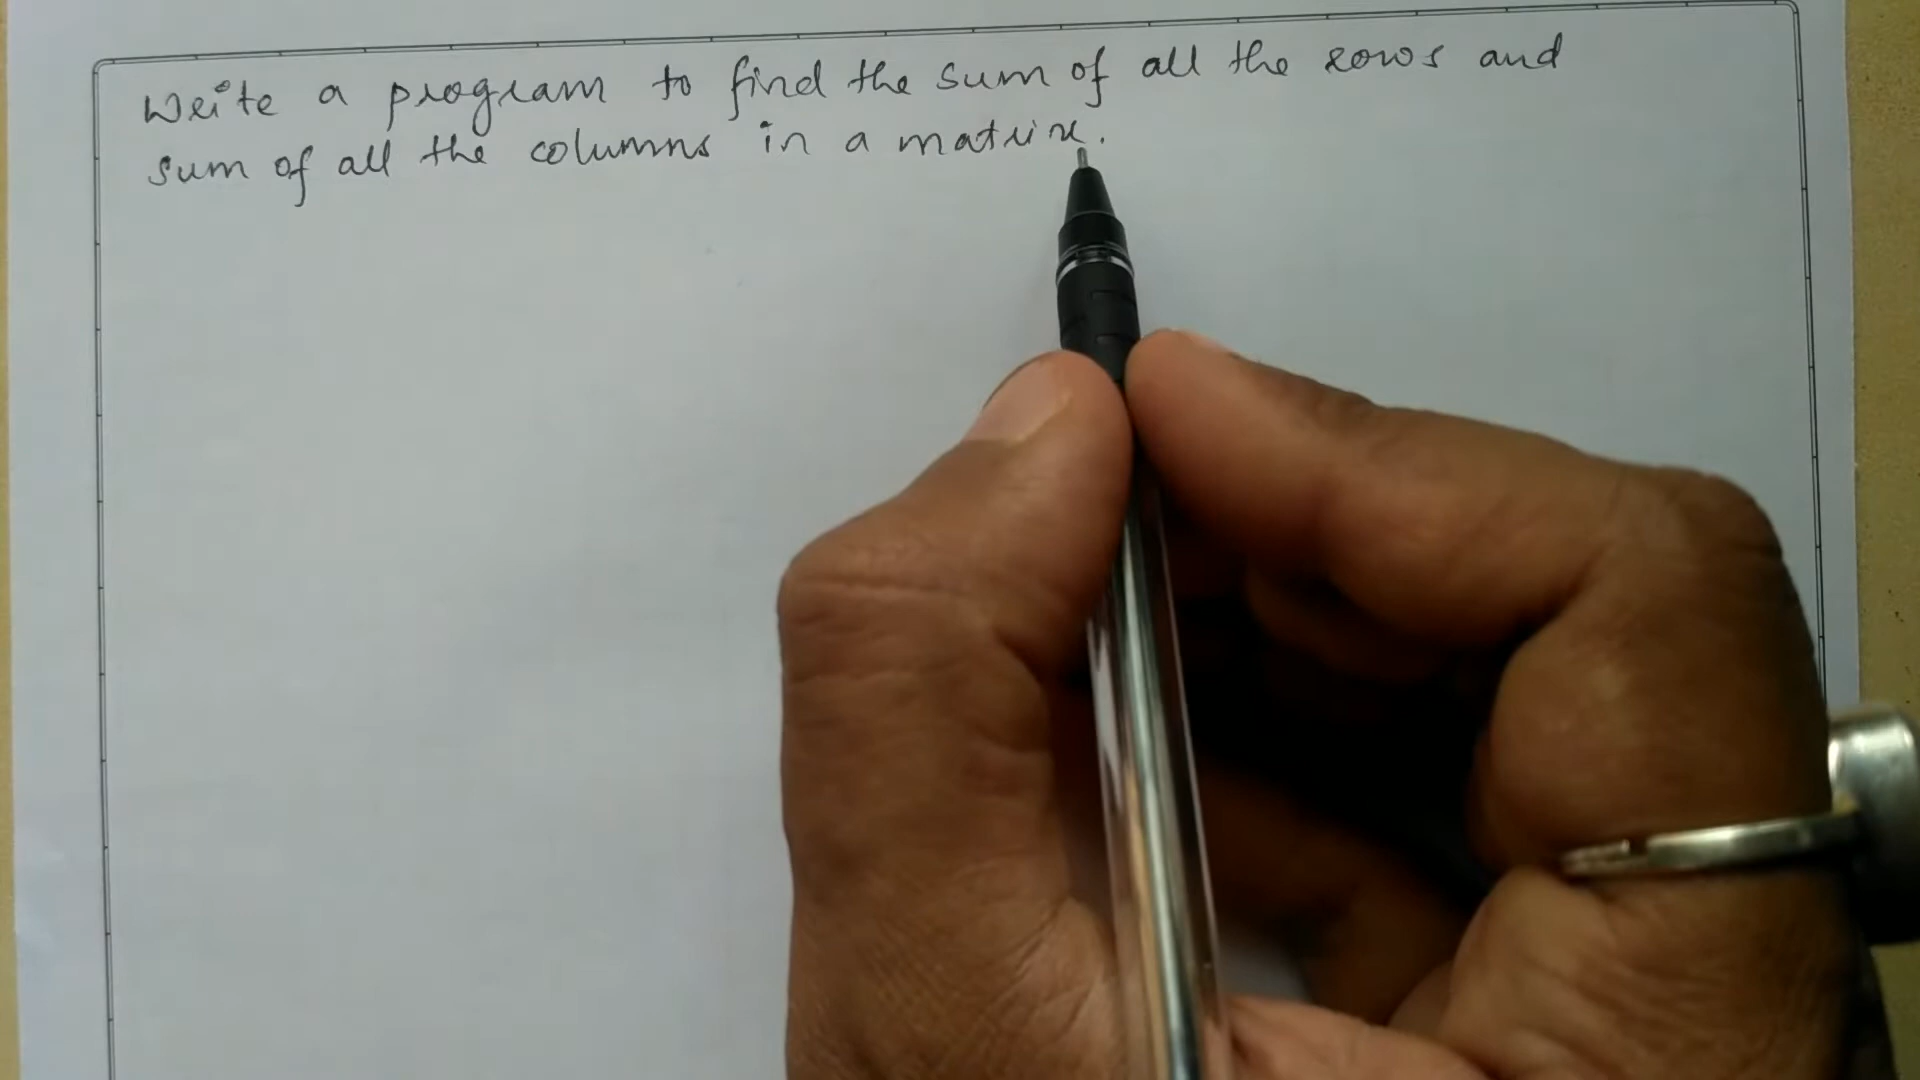 Write a program to find the sum of all the rows and
sum of all the columns in a matrix.